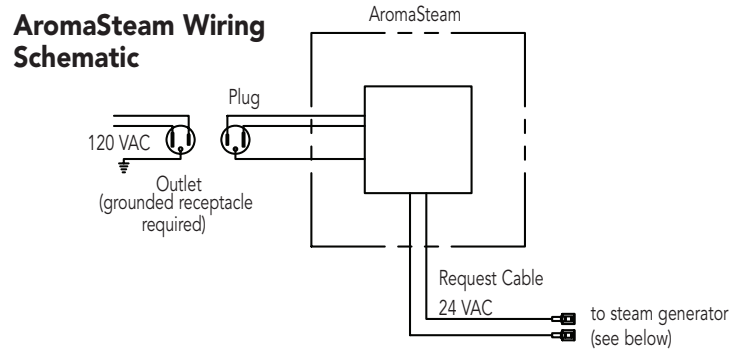 AromaSteam Wiring
Schematic
AromaSteam
Plug
120 VAC
Outlet
(grounded receptacle
required)
Request Cable
24 VAC
to steam generator
(see below)